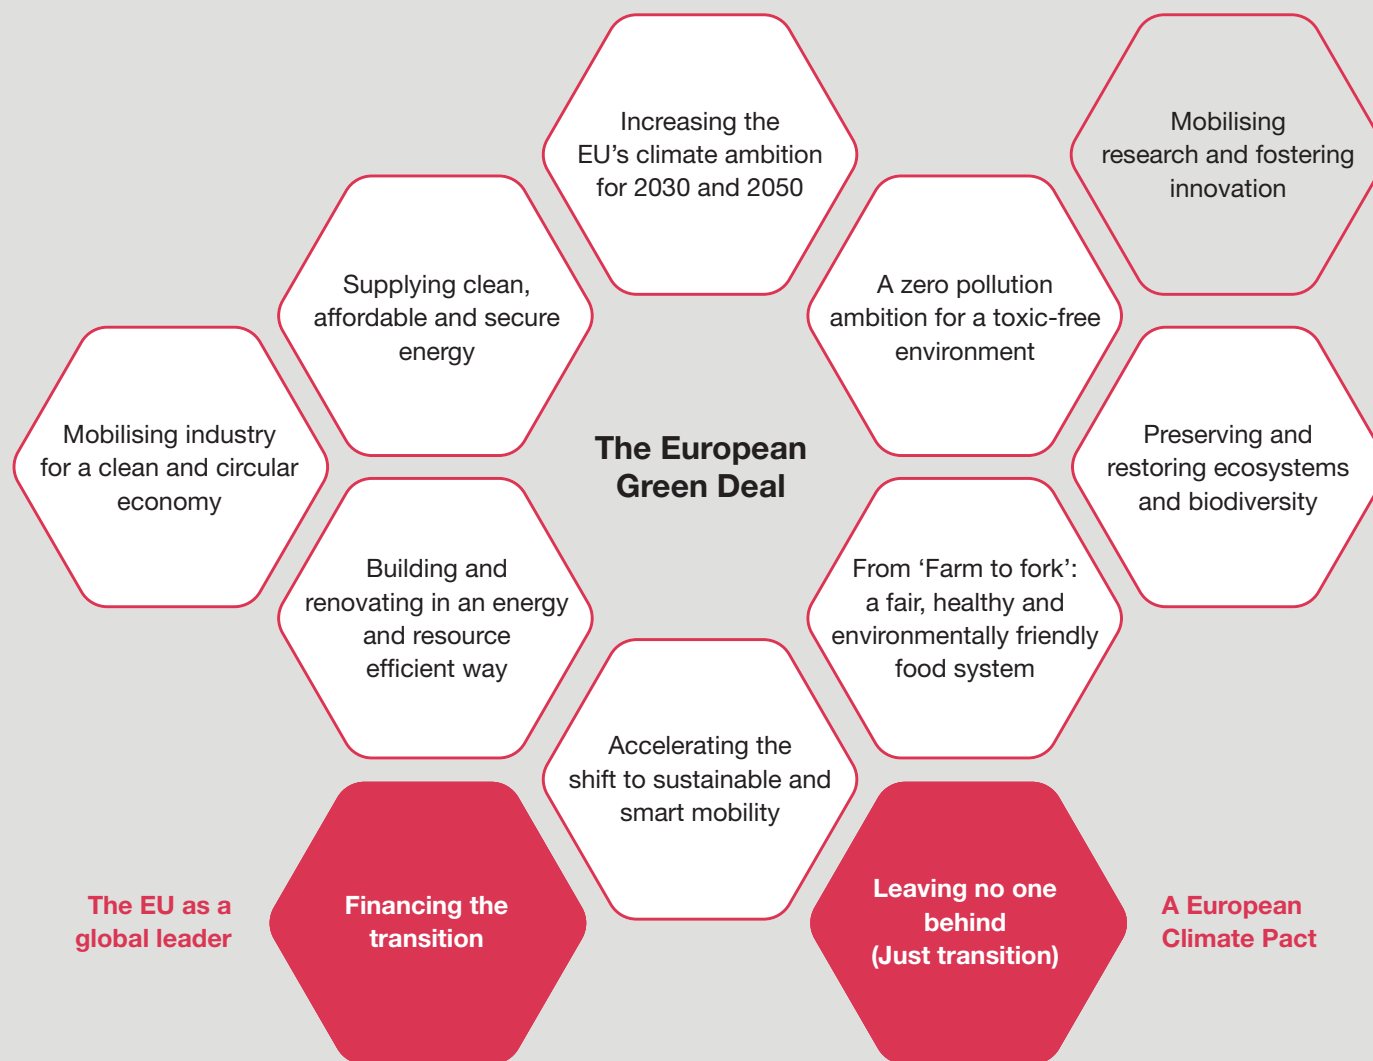 Increasing the
EU’s climate ambition
for 2030 and 2050
Mobilising
research and fostering
innovation
Supplying clean,
affordable and secure
energy
A zero pollution
ambition for a toxic-free
environment
Mobilising industry
for a clean and circular
economy
The European
Green Deal
Preserving and
restoring ecosystems
and biodiversity
Building and
renovating in an energy
and resource
efficient way
From ‘Farm to fork’:
a fair, healthy and
environmentally friendly
food system
Accelerating the
shift to sustainable and
smart mobility
The EU as a
global leader
Financing the
transition
Leaving no one
behind
(Just transition)
A European
Climate Pact